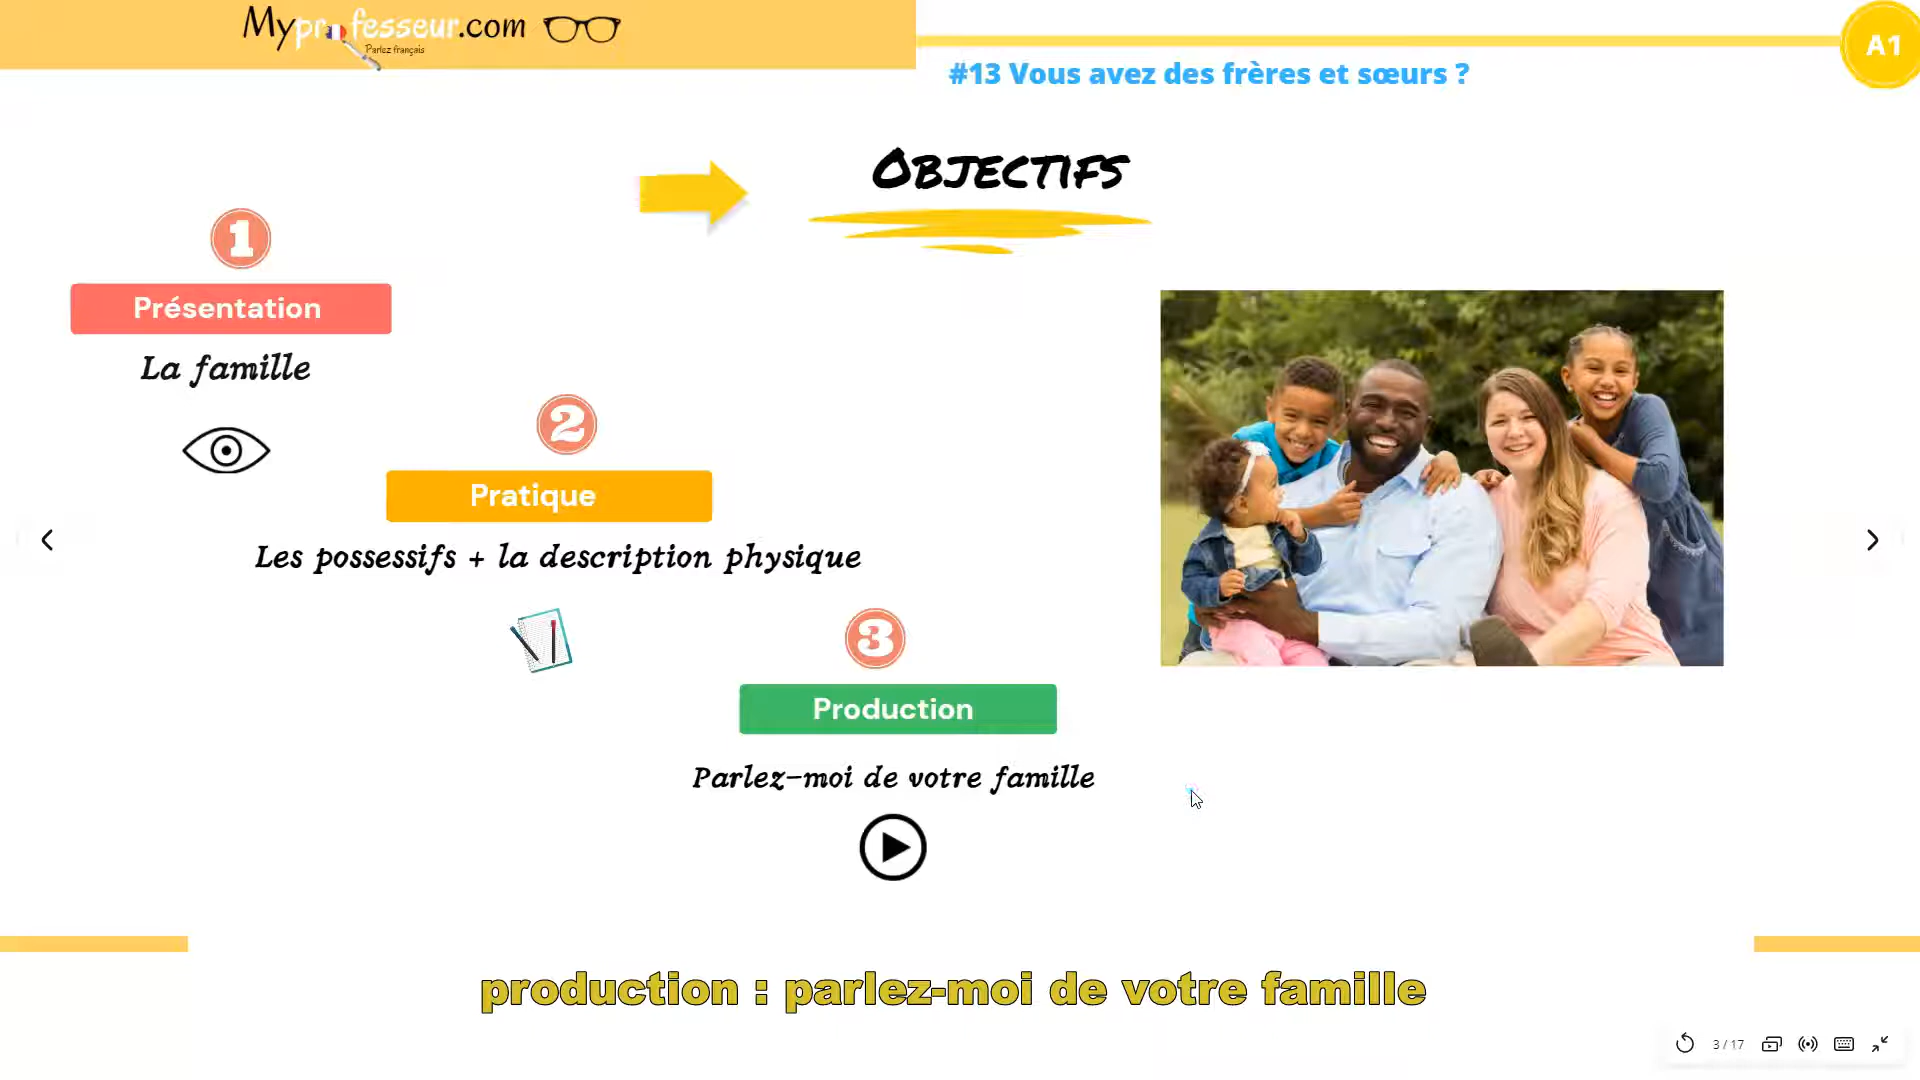 Myprofesseur.com
Parlez français
A1
#13 Vous avez des frères et sœurs ?
OBJECTIFS
1
Présentation
La famille
2
Pratique
Les possessifs + la description physique
3
Production
Parlez-moi de votre famille
production : parlez-moi de votre famille
3 / 17